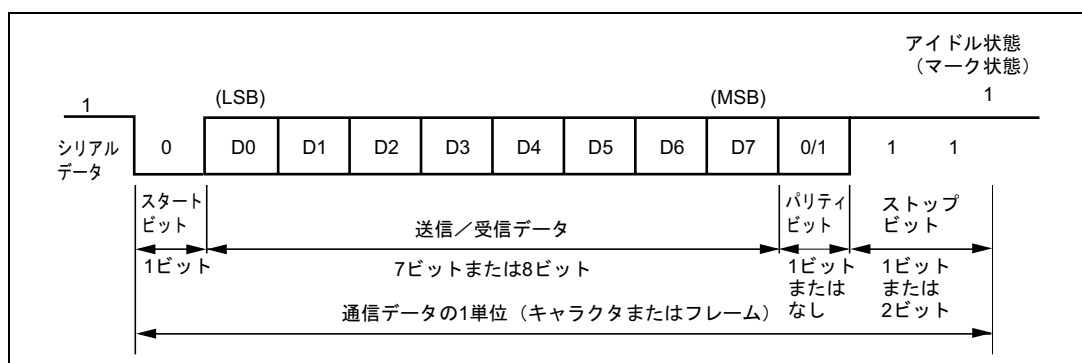 アイドル状態
（マーク状態）
1
(LSB)
(MSB)
1
シリアル
データ
0
D0
D1
D2
D3
D4
D5
D6
D7
0/1
1
1
スタート
ビット
送信／受信データ
パリティ
ビット
ストップ
ビット
1ビット
7ビットまたは8ビット
1ビット
または
なし
1ビット
または
2ビット
通信データの1単位（キャラクタまたはフレーム）